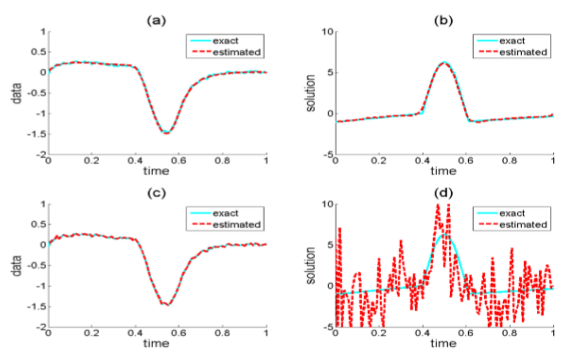 (a)
1
0.5
0
-0.5
-1
-1.5
-2
data
0 0.2 0.4 0.6 0.8 1
time
exact
estimated
(b)
10
5
0
-5
solution
0 0.2 0.4 0.6 0.8 1
time
exact
estimated
(c)
1
0.5
0
-0.5
-1
-1.5
-2
data
0 0.2 0.4 0.6 0.8 1
time
exact
estimated
(d)
10
5
0
-5
solution
0 0.2 0.4 0.6 0.8 1
time
exact
estimated